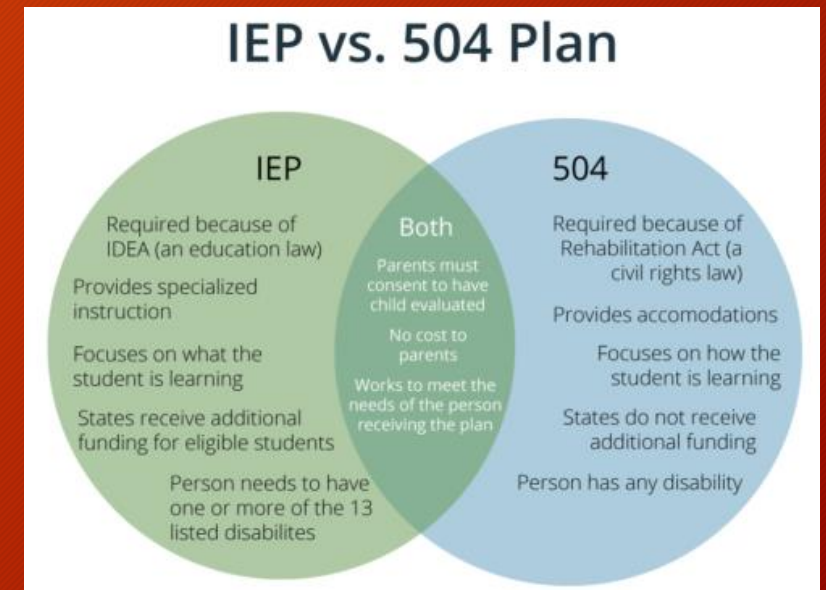 IEP vs. 504 Plan
IEP
Required because of
IDEA (an education law)
Provides specialized
instruction
Focuses on what the
student is learning
States receive additional
funding for eligible students
Person needs to have
one or more of the 13
listed disabilites
Both
Parents must
consent to have
child evaluated
No cost to
parents
Works to meet the
needs of the person
receiving the plan
504
Required because of
Rehabilitation Act (a
civil rights law)
Provides accomodations
Focuses on how the
student is learning
States do not receive
additional funding
Person has any disability